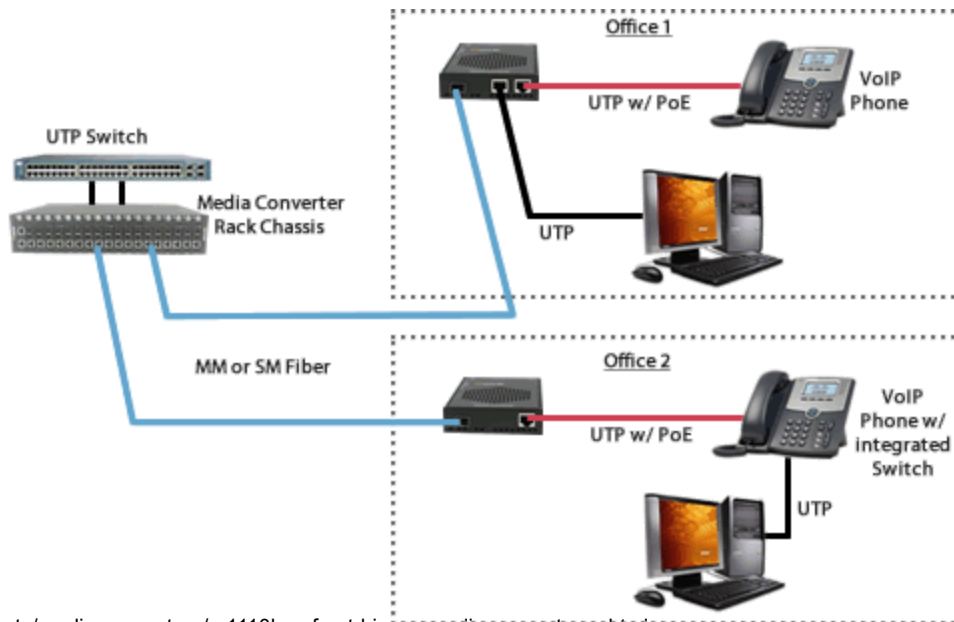 Office 1
UTP w/ PoE
VoIP
Phone
UTP Switch
Media Converter
Rack Chassis
UTP
MM or SM Fiber
Office 2
UTP w/ PoE
VoIP
Phone w/
integrated
Switch
UTP